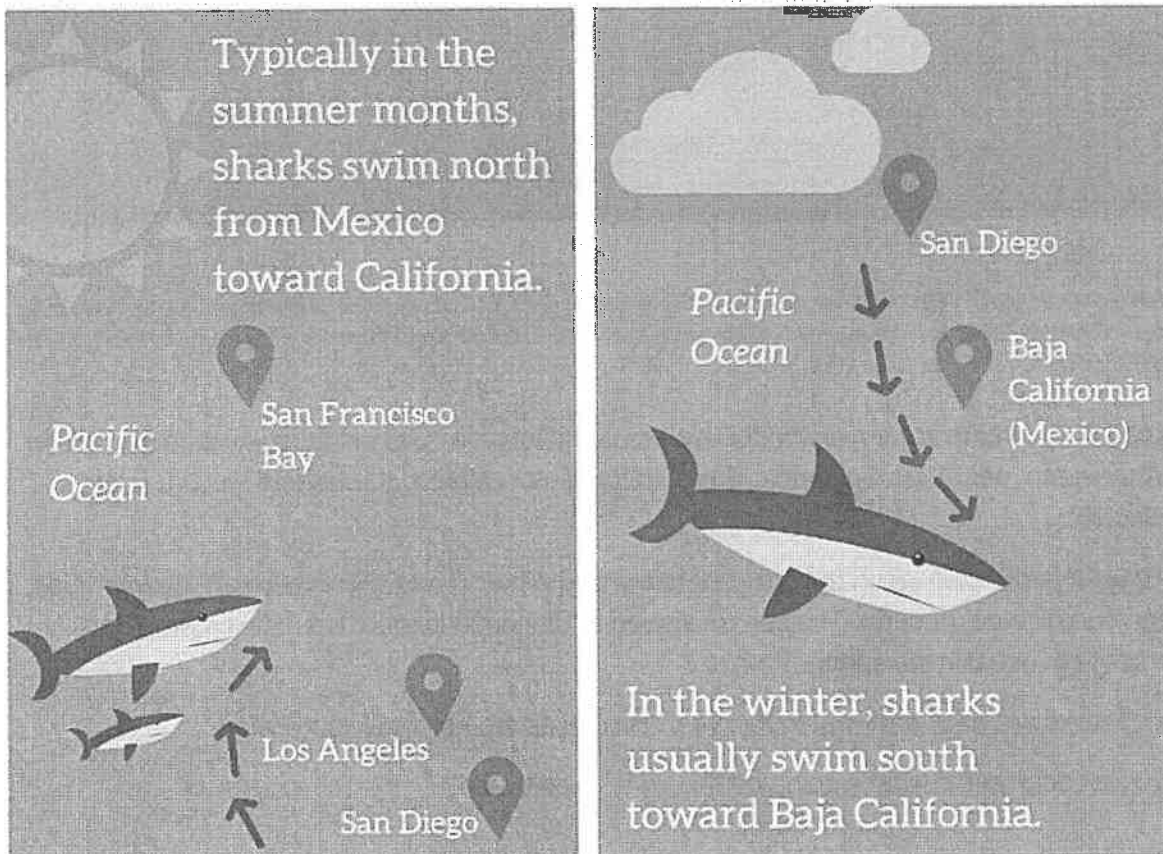 Typically in the
summer months,
sharks swim north
from Mexico
toward California.
San Francisco
Bay
Pacific
Ocean
Los Angeles
San Diego
San Diego
Pacific
Ocean
Baja
California
(Mexico)
In the winter, sharks
usually swim south
toward Baja California.